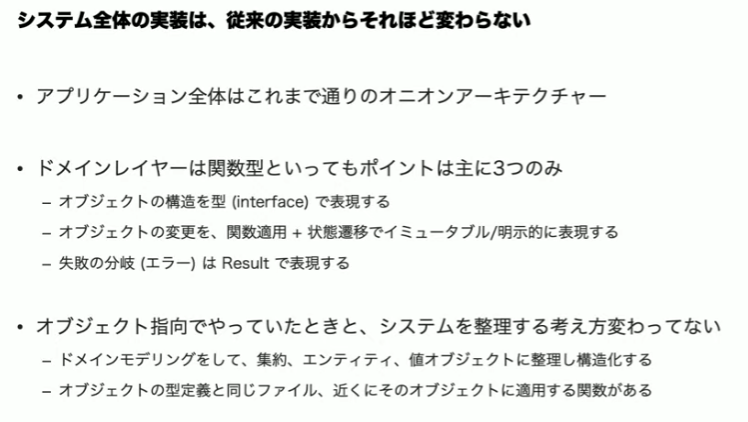 システム全体の実装は、従来の実装からそれほど変わらない
• アプリケーション全体はこれまで通りのオニオンアーキテクチャー
• ドメインレイヤーは関数型といってもポイントは主に3つのみ
– オブジェクトの構造を型 (interface) で表現する
– オブジェクトの変更を、関数適用 + 状態遷移でイミュータブル/明示的に表現する
– 失敗の分岐 (エラー) は Result で表現する
• オブジェクト指向でやっていたときと、システムを整理する考え方変わってない
– ドメインモデリングをして、集約、エンティティ、値オブジェクトに整理し構造化する
– オブジェクトの型定義と同じファイル、近くにそのオブジェクトに適用する関数がある